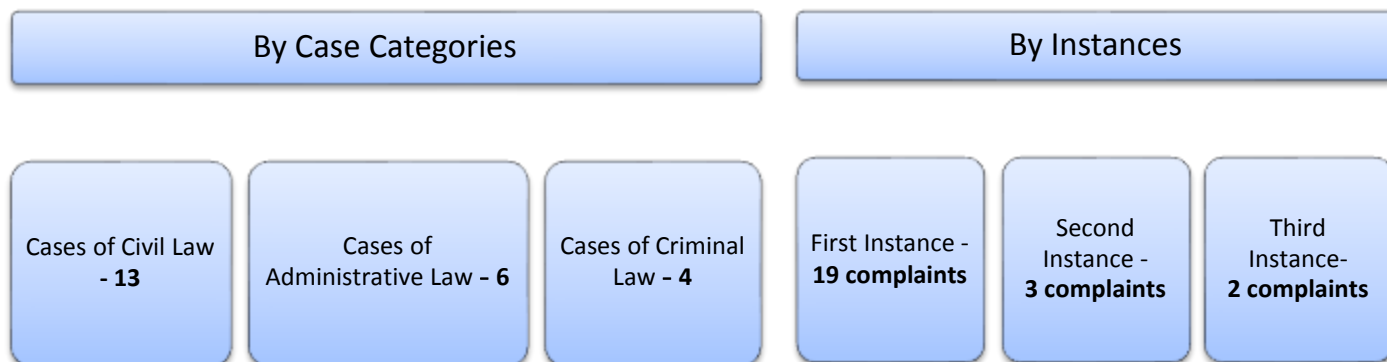 By Case Categories
By Instances
Cases of Civil Law
- 13
Cases of
Administrative Law - 6
Cases of Criminal
Law - 4
First Instance -
19 complaints
Second
Instance -
3 complaints
Third
Instance-
2 complaints